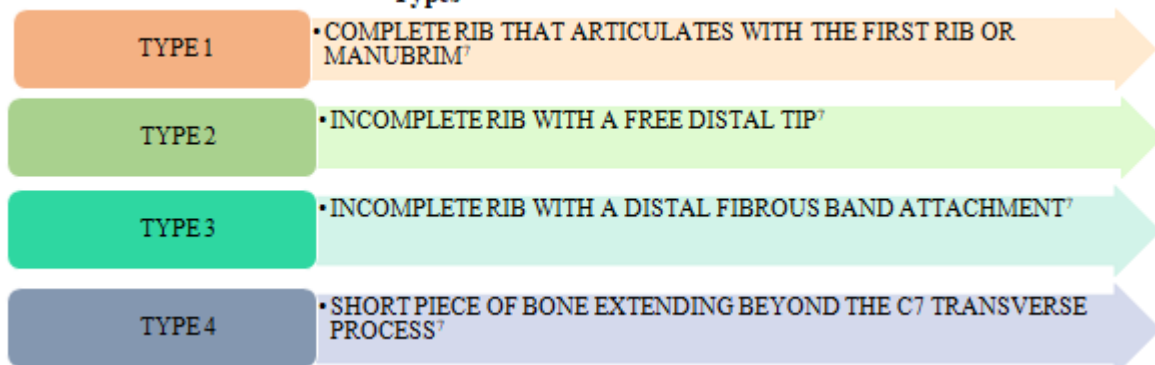 Types
TYPE 1
•COMPLETE RIB THAT ARTICULATES WITH THE FIRST RIB OR
MANUBRIM⁷
TYPE 2
•INCOMPLETE RIB WITH A FREE DISTAL TIP⁷
TYPE 3
•INCOMPLETE RIB WITH A DISTAL FIBROUS BAND ATTACHMENT⁷
TYPE 4
•SHORT PIECE OF BONE EXTENDING BEYOND THE C7 TRANSVERSE
PROCESS⁷